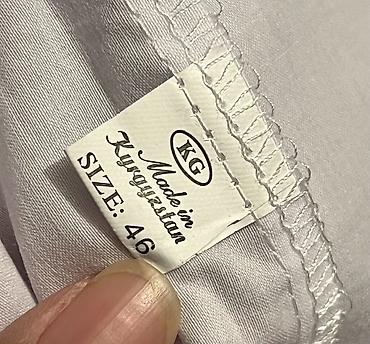 KG
Made in
Kyrgyzstan
SIZE: 46